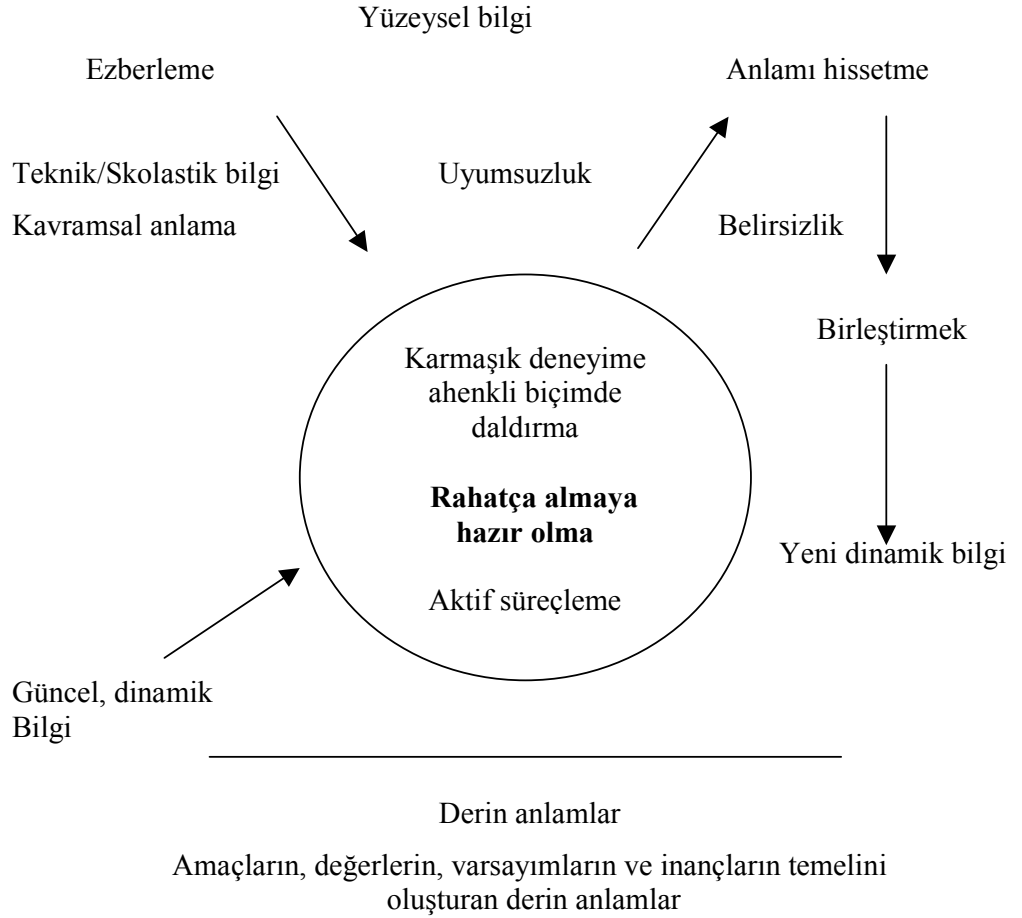 Yüzeysel bilgi
Ezberleme
Anlamı hissetme
Teknik/Skolastik bilgi
Uyumsuzluk
Kavramsal anlama
Belirsizlik
Birleştirmek
Karmaşık deneyime
ahenkli biçimde
daldırma
Rahatça almaya
hazır olma
Yeni dinamik bilgi
Aktif süreçleme
Güncel, dinamik
Bilgi
Derin anlamlar
Amaçların, değerlerin, varsayımların ve inançların temelini
oluşturan derin anlamlar